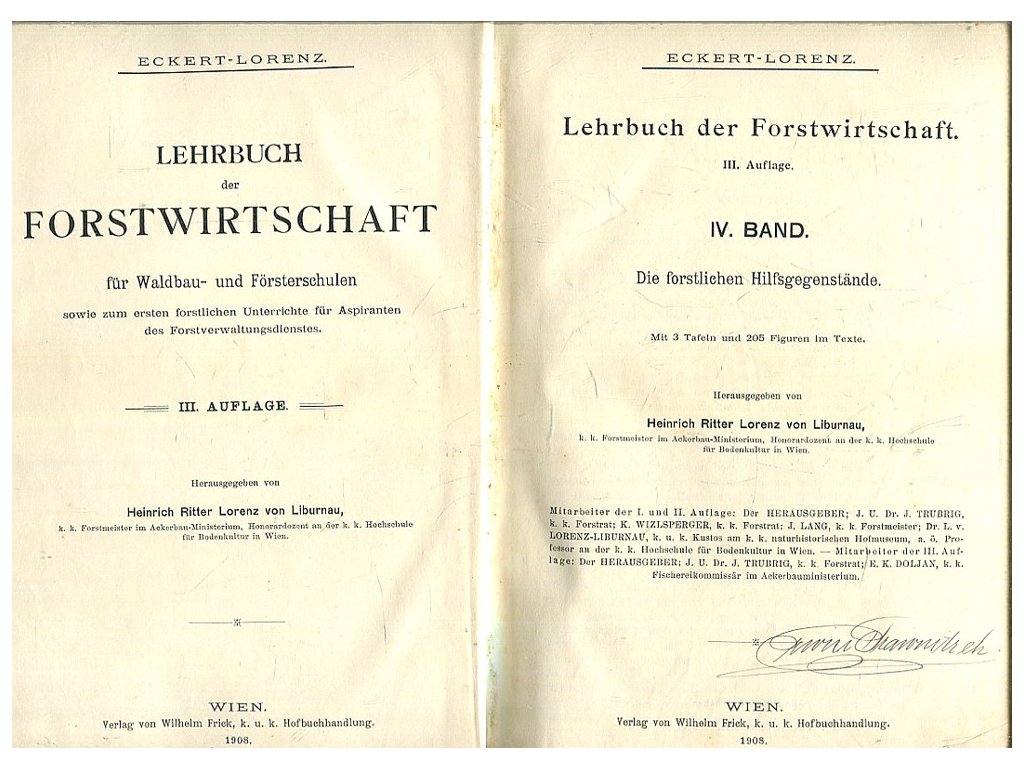 ECKERT-LORENZ.
LEHRBUCH
der
FORSTWIRTSCHAFT
für Waldbau- und Försterschulen
sowie zum ersten forstlichen Unterrichte für Aspiranten
des Forstverwaltungsdienstes.
III. AUFLAGE.
Herausgegeben von
Heinrich Ritter Lorenz von Liburnau,
k. k. Forstmeister im Ackerbau-Ministerium, Honorardozent an der k. k. Hochschule
für Bodenkultur in Wien.
WIEN.
Verlag von Wilhelm Frick, k. u. k. Hofbuchhandlung.
1908.
ECKERT-LORENZ.
Lehrbuch der Forstwirtschaft.
III. Auflage.
IV. BAND.
Die forstlichen Hilfsgegenstände.
Mit 3 Tafeln und 205 Figuren im Texte.
Herausgegeben von
Heinrich Ritter Lorenz von Liburnau,
k. k. Forstmeister im Ackerbau-Ministerium, Honorardozent an der k. k. Hochschule
für Bodenkultur in Wien.
Mitarbeiter der I. und II. Auflage: Der HERAUSGEBER; J. U. Dr. J. TRUBRIG,
k. k. Forstrat; K. WIZLSPERGER, k. k. Forstrat; J. LANG, k. k. Forstmeister; Dr. L. v.
LORENZ-LIBURNAU, k. u. k. Kustos am k. k. naturhistorischen Hofmuseum, a. ö. Pro-
fessor an der k. k. Hochschule für Bodenkultur in Wien. — Mitarbeiter der III. Auf-
lage: Der HERAUSGEBER; J. U. Dr. J. TRUBRIG, k. k. Forstrat; E. K. DOLJAN, k. k.
Fischereikommissär im Ackerbauministerium.
WIEN.
Verlag von Wilhelm Frick, k. u. k. Hofbuchhandlung.
1908.